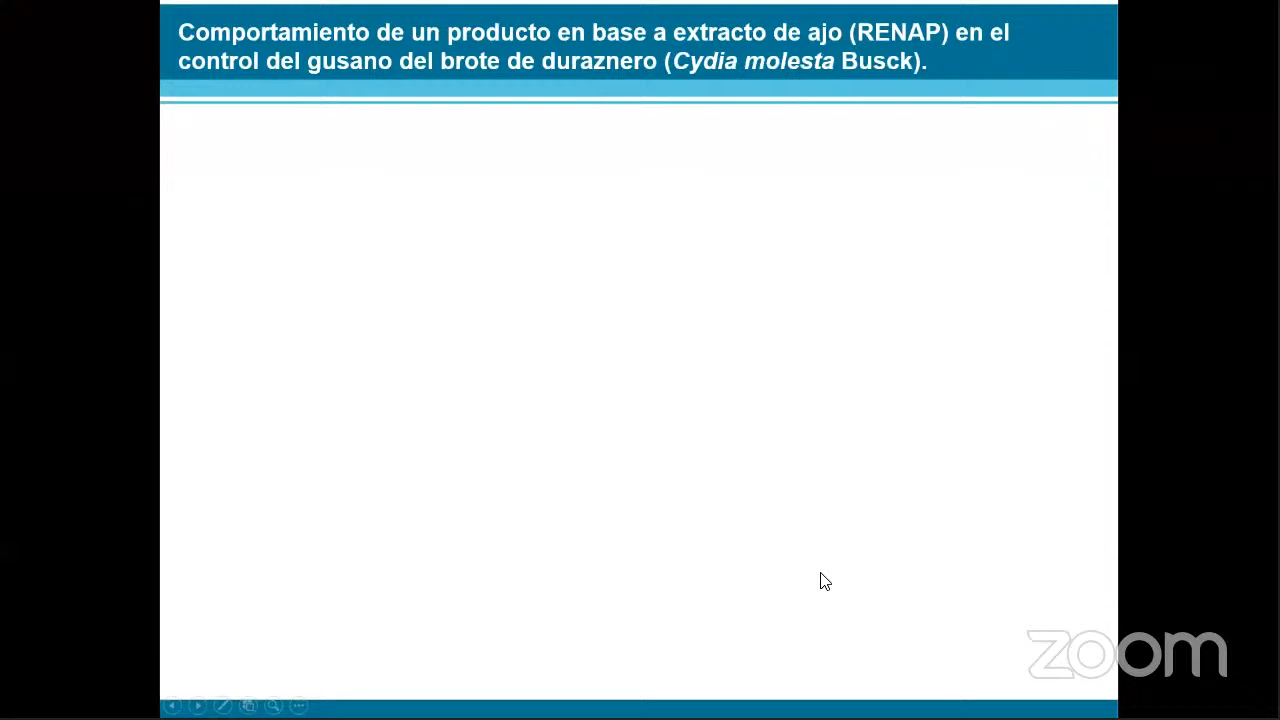 Comportamiento de un producto en base a extracto de ajo (RENAP) en el
control del gusano del brote de duraznero (Cydia molesta Busck).
zoom